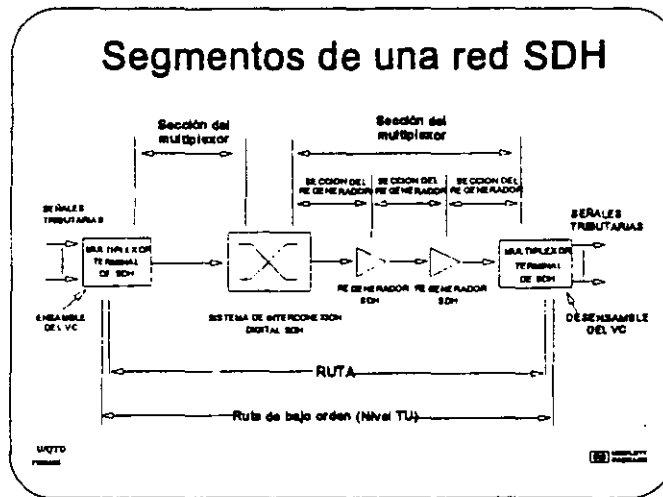 Segmentos de una red SDH
Sección del
multiplexor
Sección del
multiplexor
SECCION DEL
REGENERADOR
SECCION DEL
REGENERADOR
SECCION DEL
REGENERADOR
SEÑALES
TRIBUTARIAS
SEÑALES
TRIBUTARIAS
MULTIPLEXOR
TERMINAL
DE SDH
MULTIPLEXOR
TERMINAL
DE SDH
REGENERADOR
SDH
REGENERADOR
SDH
ENSAMBLE
DEL VC
SISTEMA DE INTERCONEXION
DIGITAL SDH
DESENSAMBLE
DEL VC
RUTA
Ruta de bajo orden (Nivel TU)
HEWLETT
PACKARD